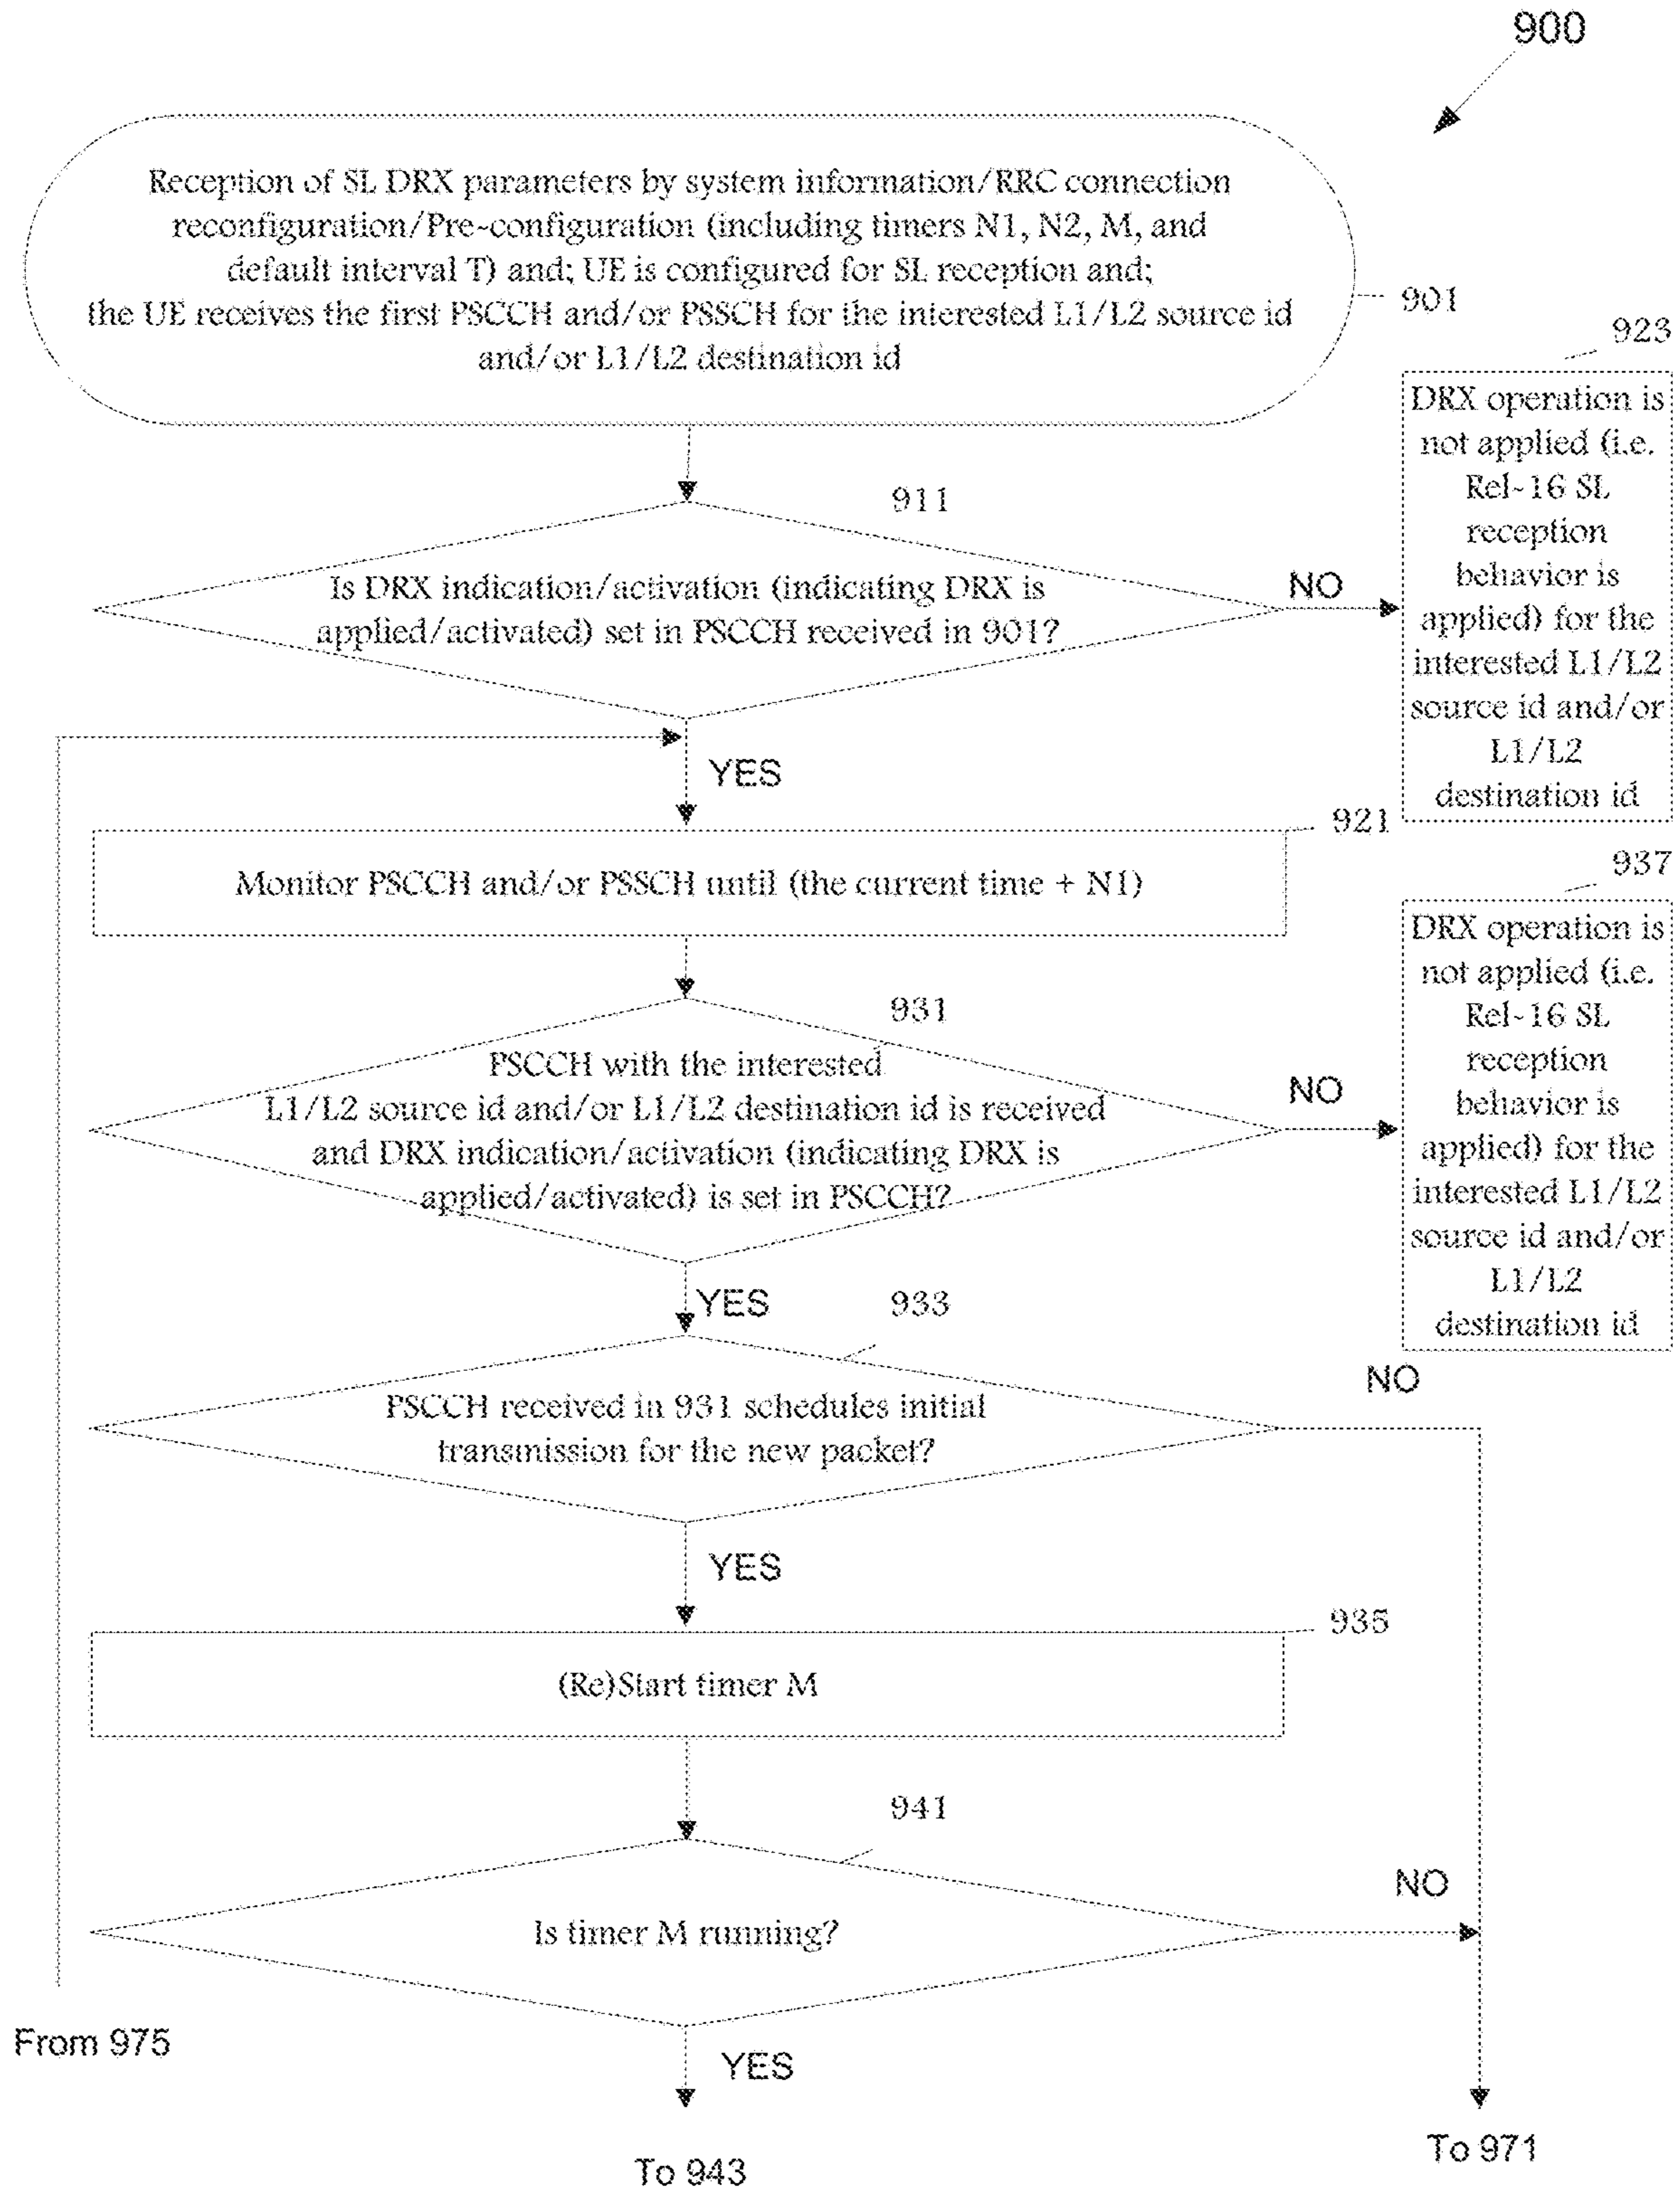 900
Reception of SL DRX parameters by system information/RRC connection
reconfiguration/Pre-configuration (including timers N1, N2, M, and
default interval T) and; UE is configured for SL reception and;
the UE receives the first PSCCH and/or PSSCH for the interested L1/L2 source id
and/or L1/L2 destination id
901
923
DRX operation is
not applied (i.e.
Rel-16 SL
reception
behavior is
applied) for the
interested L1/L2
source id and/or
L1/L2
destination id
911
Is DRX indication/activation (indicating DRX is
applied/activated) set in PSCCH received in 901?
NO
YES
921
Monitor PSCCH and/or PSSCH until (the current time + N1)
937
DRX operation is
not applied (i.e.
Rel-16 SL
reception
behavior is
applied) for the
interested L1/L2
source id and/or
L1/L2
destination id
931
PSCCH with the interested
L1/L2 source id and/or L1/L2 destination id is received
and DRX indication/activation (indicating DRX is
applied/activated) is set in PSCCH?
NO
YES
933
NO
PSCCH received in 931 schedules initial
transmission for the new packet?
YES
935
(Re)Start timer M
941
NO
Is timer M running?
From 975
YES
To 943
To 971